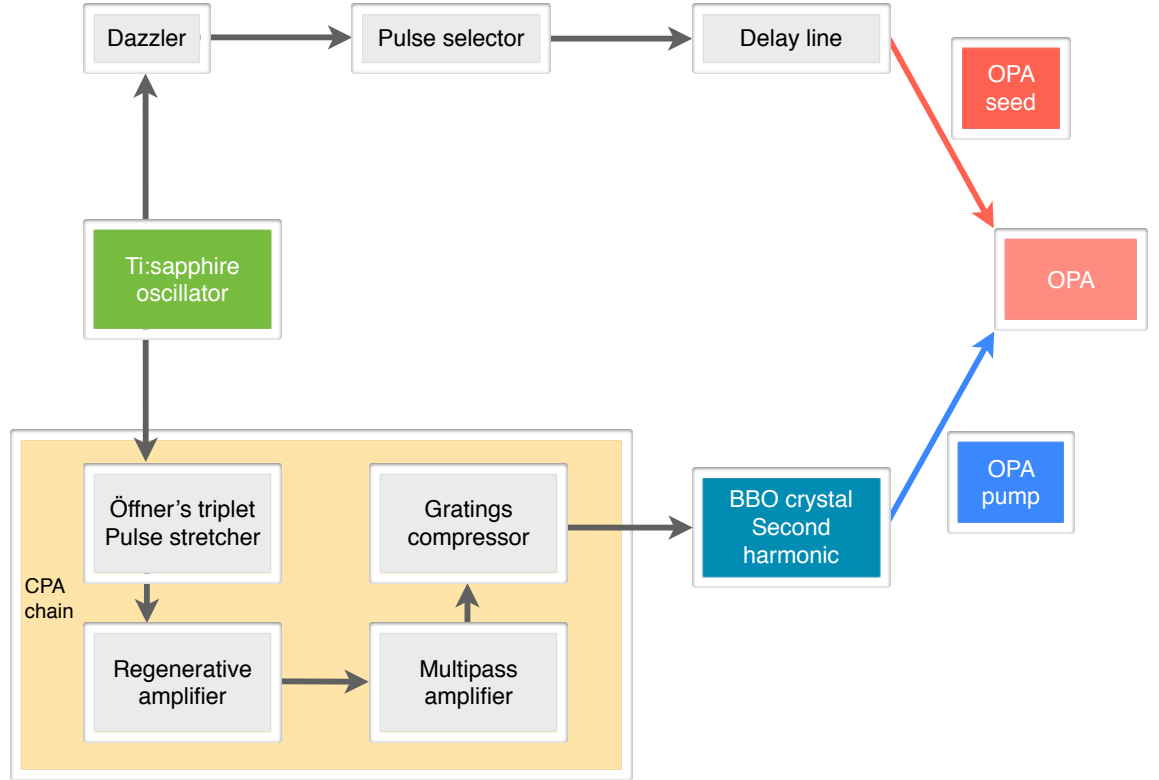 Dazzler
Pulse selector
Delay line
OPA
seed
Ti:sapphire
oscillator
OPA
CPA
chain
Öffner’s triplet
Pulse stretcher
Gratings
compressor
Regenerative
amplifier
Multipass
amplifier
BBO crystal
Second
harmonic
OPA
pump